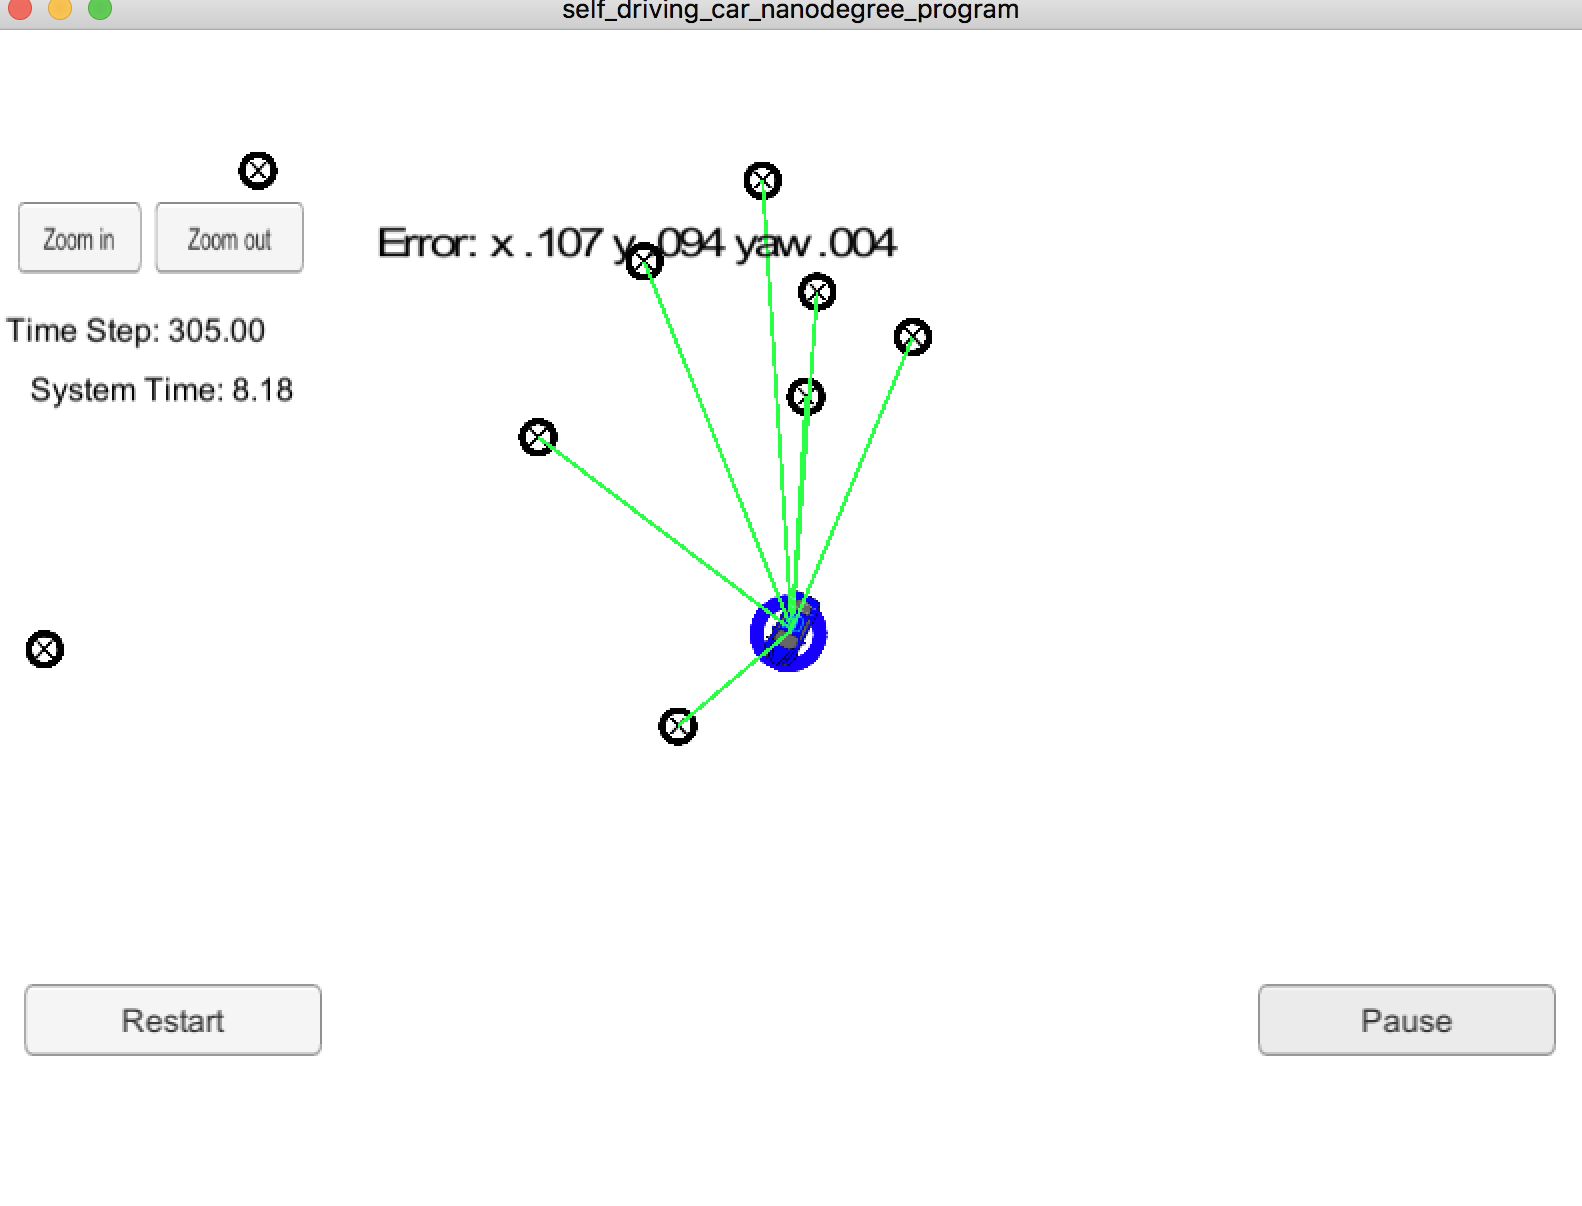 self_driving_car_nanodegree_program
Zoom in
Zoom out
Error: x .107 y .094 yaw .004
Time Step: 305.00
System Time: 8.18
Restart
Pause